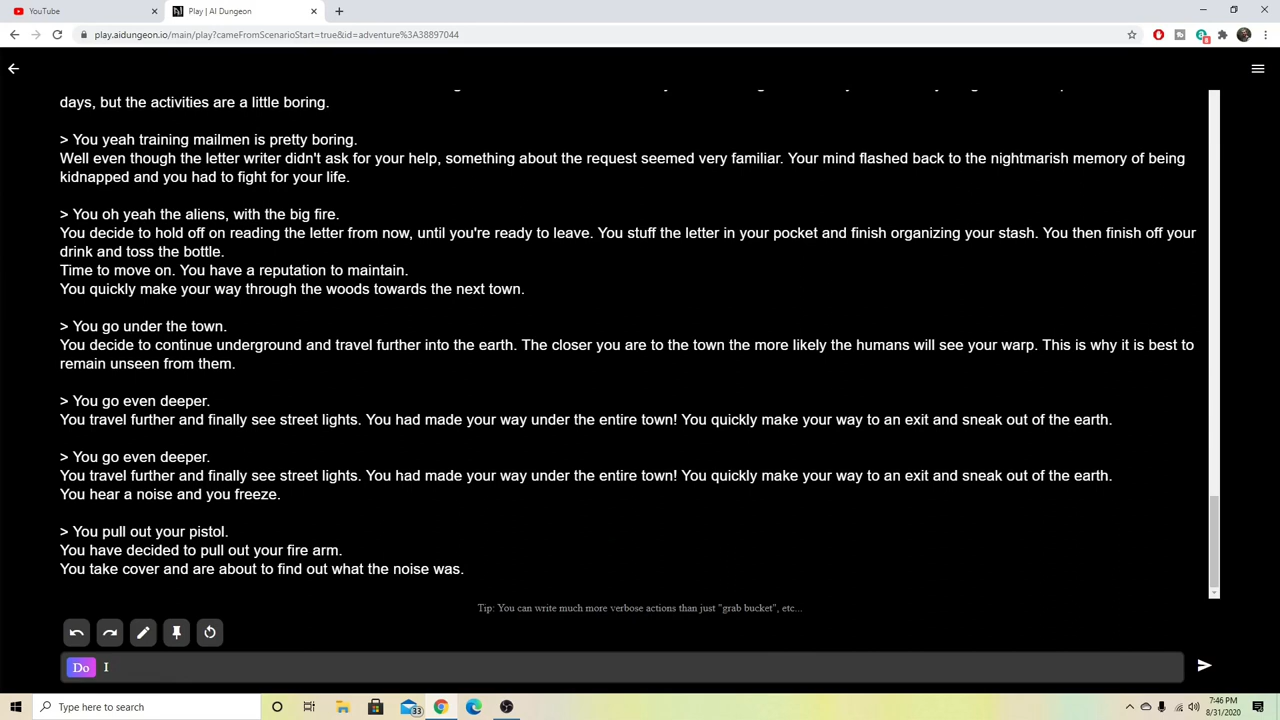 YouTube
Play | AI Dungeon
play.aidungeon.io/main/play?cameFromScenarioStart=true&id=adventure%3A38897044
8
days, but the activities are a little boring.
> You yeah training mailmen is pretty boring.
Well even though the letter writer didn't ask for your help, something about the request seemed very familiar. Your mind flashed back to the nightmarish memory of being
kidnapped and you had to fight for your life.
> You oh yeah the aliens, with the big fire.
You decide to hold off on reading the letter from now, until you're ready to leave. You stuff the letter in your pocket and finish organizing your stash. You then finish off your
drink and toss the bottle.
Time to move on. You have a reputation to maintain.
You quickly make your way through the woods towards the next town.
> You go under the town.
You decide to continue underground and travel further into the earth. The closer you are to the town the more likely the humans will see your warp. This is why it is best to
remain unseen from them.
> You go even deeper.
You travel further and finally see street lights. You had made your way under the entire town! You quickly make your way to an exit and sneak out of the earth.
> You go even deeper.
You travel further and finally see street lights. You had made your way under the entire town! You quickly make your way to an exit and sneak out of the earth.
You hear a noise and you freeze.
> You pull out your pistol.
You have decided to pull out your fire arm.
You take cover and are about to find out what the noise was.
Tip: You can write much more verbose actions than just "grab bucket", etc...
Do I
Type here to search
33
7:46 PM
8/31/2020